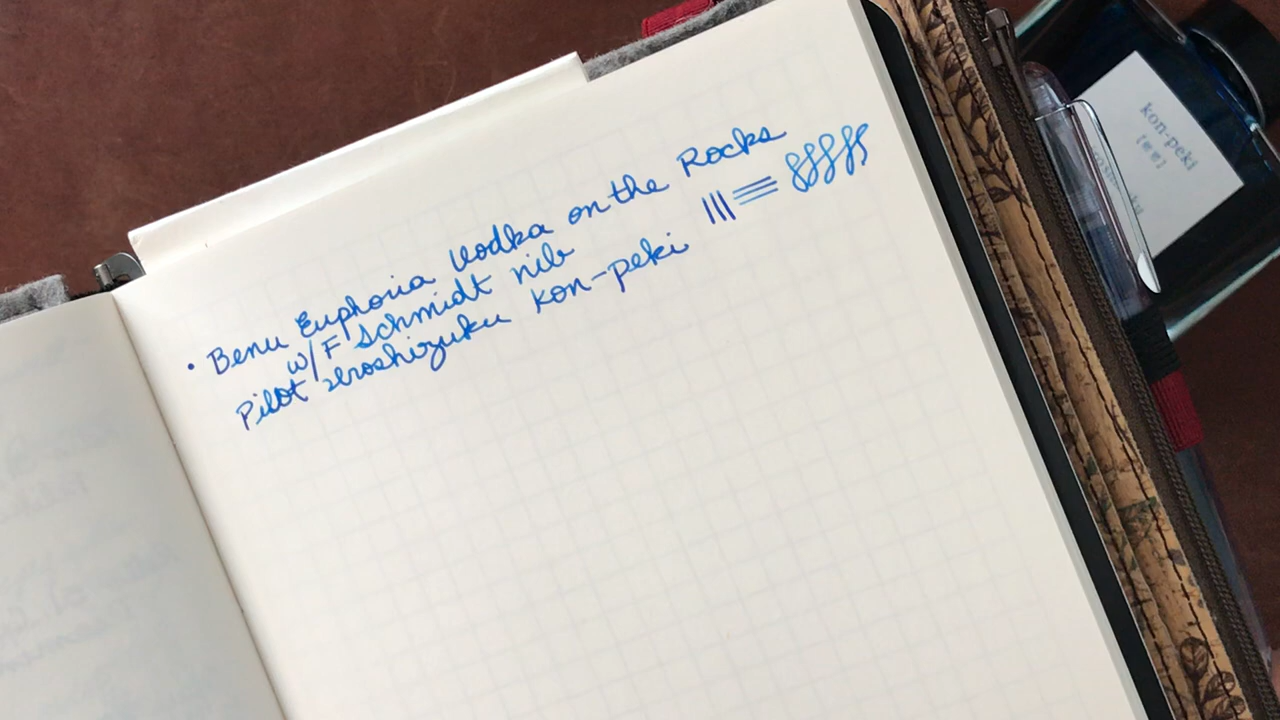 • Benu Euphoria Vodka on the Rocks
w/F Schmidt nib
Pilot iroshizuku kon-peki
kon-peki